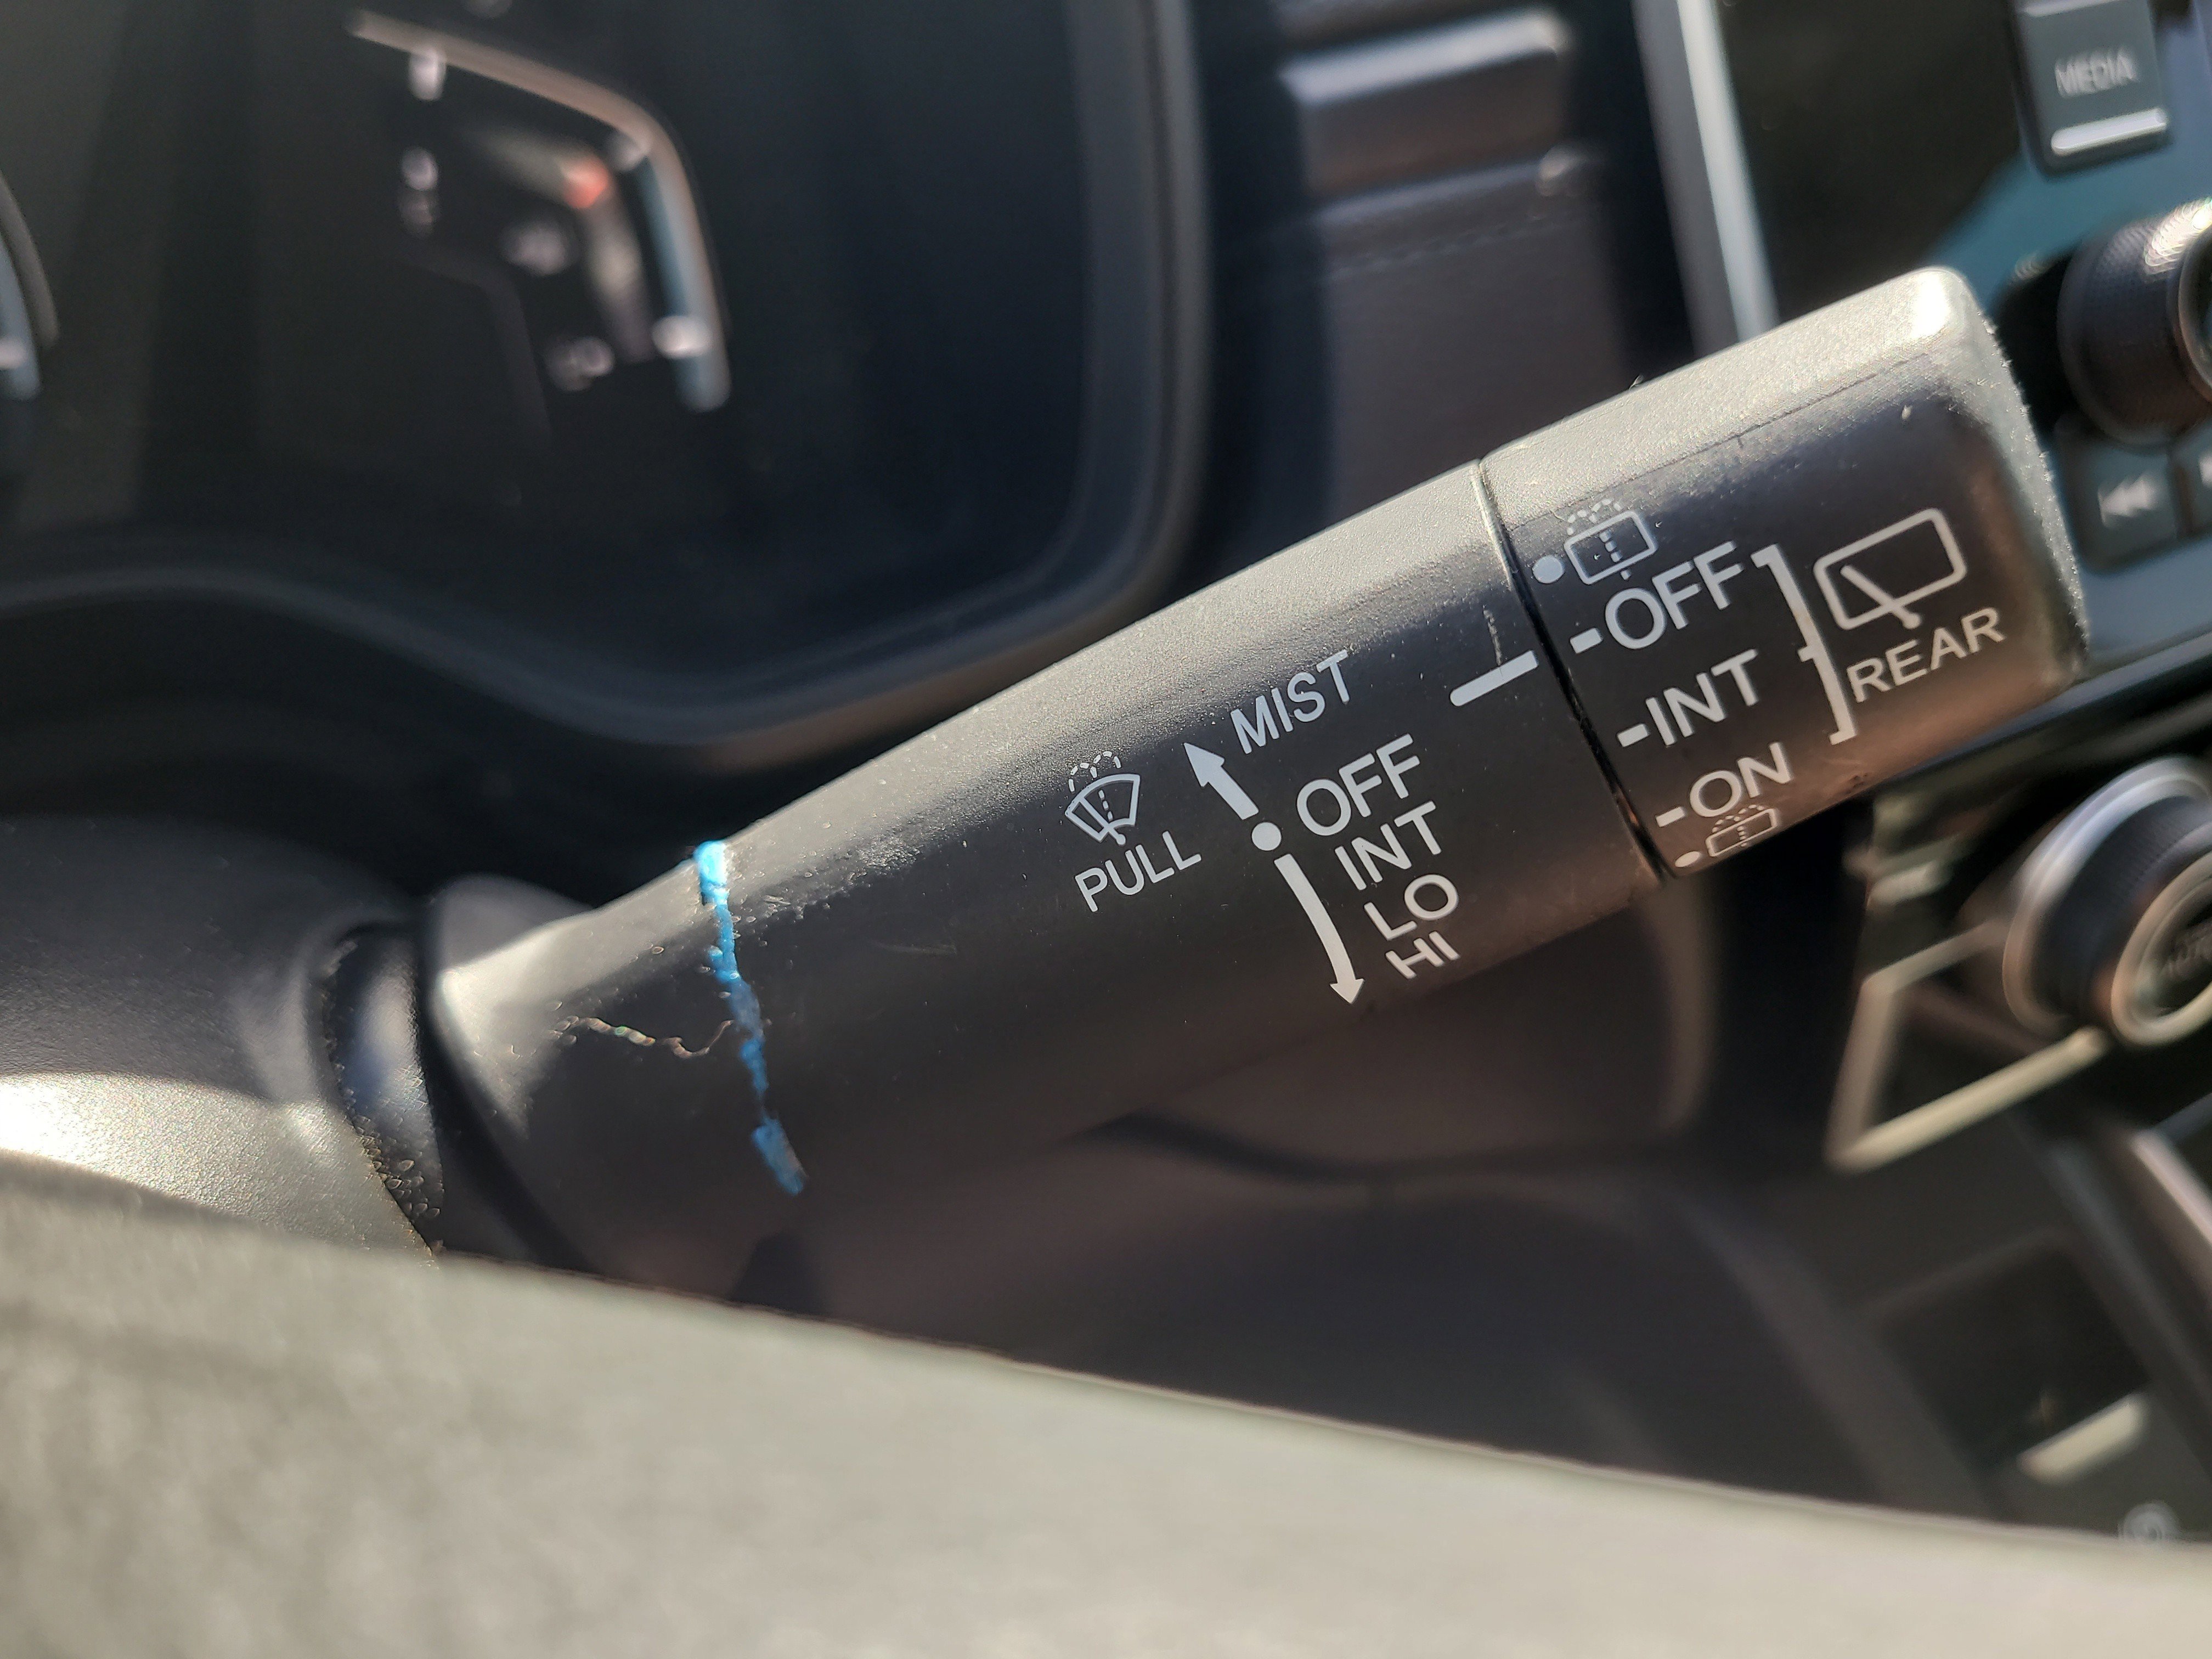 MEDIA
-OFF
-INT
-ON
REAR
MIST
OFF
INT
LO
HI
PULL